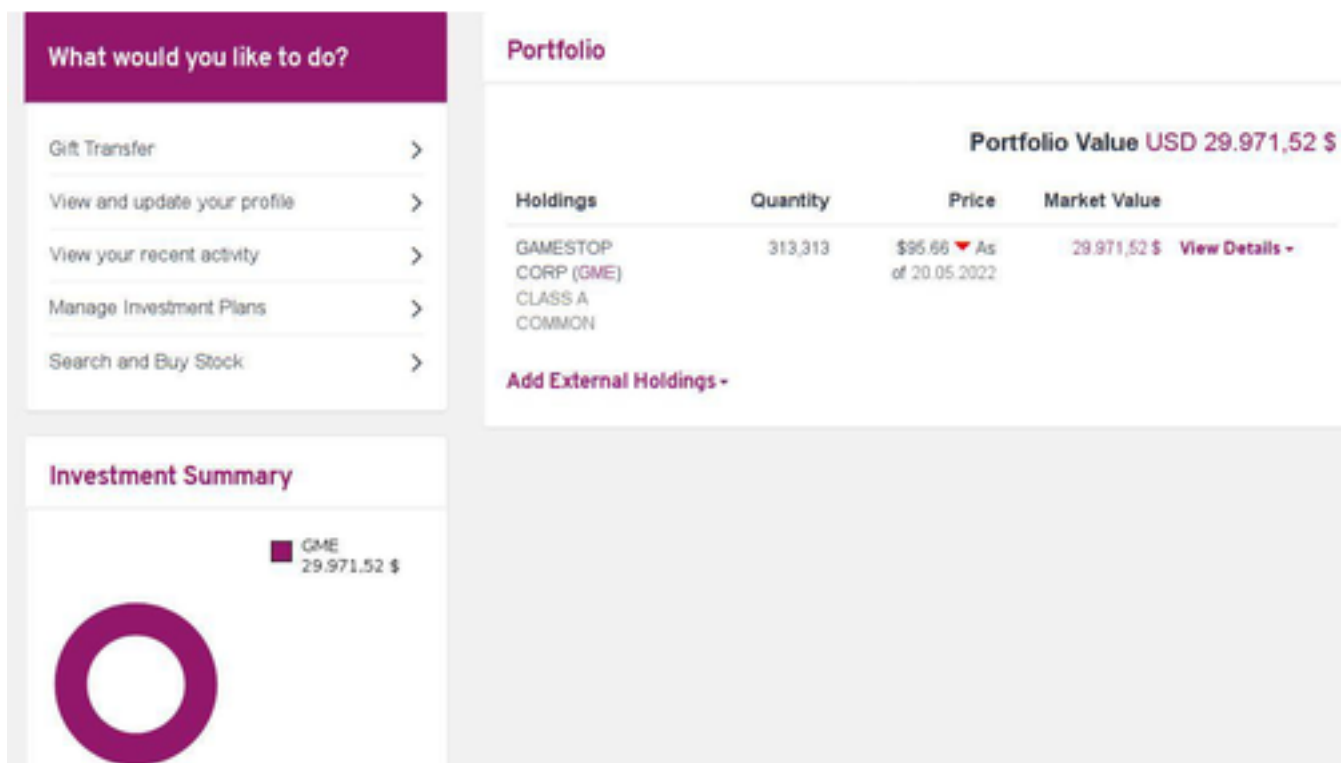 What would you like to do?
Gift Transfer
View and update your profile
View your recent activity
Manage Investment Plans
Search and Buy Stock
Portfolio
Portfolio Value USD 29.971,52 $
Holdings Quantity Price Market Value
GAMESTOP 313,313 $95.66 As 29.971,52 $ View Details
CORP (GME) of 20.05.2022
CLASS A
COMMON
Add External Holdings
Investment Summary
GME
29.971,52 $